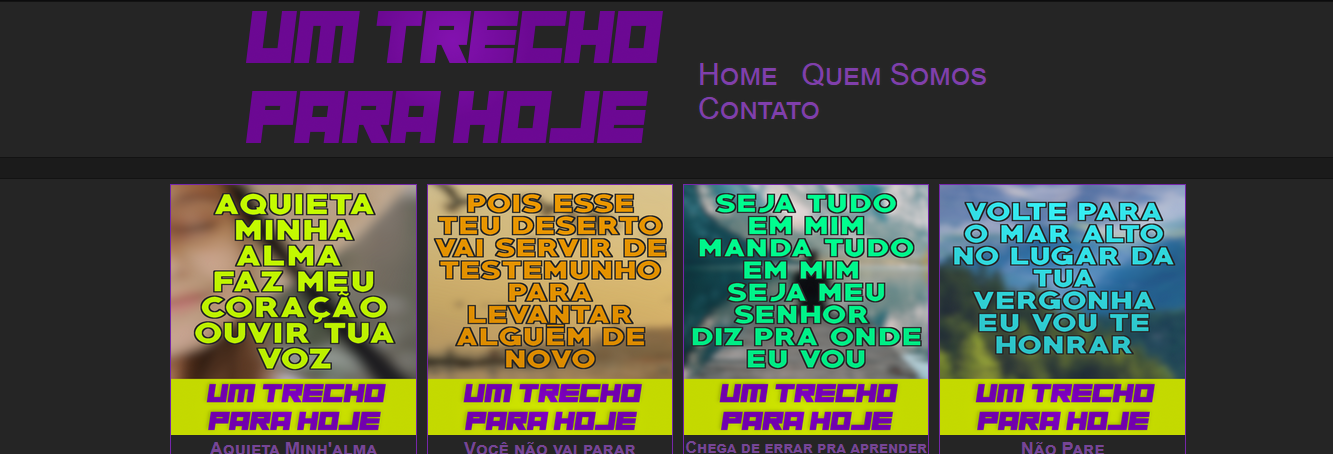 UM TRECHO
PARA HOJE
Home Quem Somos
Contato
AQUIETA
MINHA
ALMA
FAZ MEU
CORAÇÃO
OUVIR TUA
VOZ
UM TRECHO
PARA HOJE
Aquieta Minh'alma
POIS ESSE
TEU DESERTO
VAI SERVIR DE
TESTEMUNHO
PARA
LEVANTAR
ALGUÉM DE
NOVO
UM TRECHO
PARA HOJE
Você não vai parar
SEJA TUDO
EM MIM
MANDA TUDO
EM MIM
SEJA MEU
SENHOR
DIZ PRA ONDE
EU VOU
UM TRECHO
PARA HOJE
Chega de errar pra aprender
VOLTE PARA
O MAR ALTO
NO LUGAR DA
TUA
VERGONHA
EU VOU TE
HONRAR
UM TRECHO
PARA HOJE
Não Pare